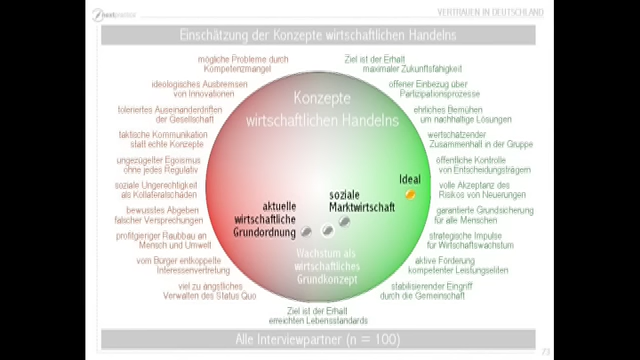 nextpractice
VERTRAUEN IN DEUTSCHLAND
Einschätzung der Konzepte wirtschaftlichen Handelns
mögliche Probleme durch
Kompetenzmangel
ideologisches Ausbremsen
von Innovationen
toleriertes Auseinanderdriften
der Gesellschaft
taktische Kommunikation
statt echte Konzepte
ungezügelter Egoismus
ohne jedes Regulativ
soziale Ungerechtigkeit
als Kollateralschäden
bewusstes Abgeben
falscher Versprechungen
profitgieriger Raubbau an
Mensch und Umwelt
vom Bürger entkoppelte
Interessenvertretung
viel zu ängstliches
Verwalten des Status Quo
Ziel ist der Erhalt
maximaler Zukunftsfähigkeit
offener Einbezug über
Partizipationsprozesse
ehrliches Bemühen
um nachhaltige Lösungen
wertschätzender
Zusammenhalt in der Gruppe
öffentliche Kontrolle
von Entscheidungsträgern
volle Akzeptanz des
Risikos von Neuerungen
garantierte Grundsicherung
für alle Menschen
strategische Impulse
für Wirtschaftswachstum
aktive Förderung
kompetenter Leistungseliten
stabilisierender Eingriff
durch die Gemeinschaft
Konzepte
wirtschaftlichen Handelns
Ideal
soziale
Marktwirtschaft
aktuelle
wirtschaftliche
Grundordnung
Wachstum als
wirtschaftliches
Grundkonzept
Ziel ist der Erhalt
erreichten Lebensstandards
Alle Interviewpartner (n = 100)
73